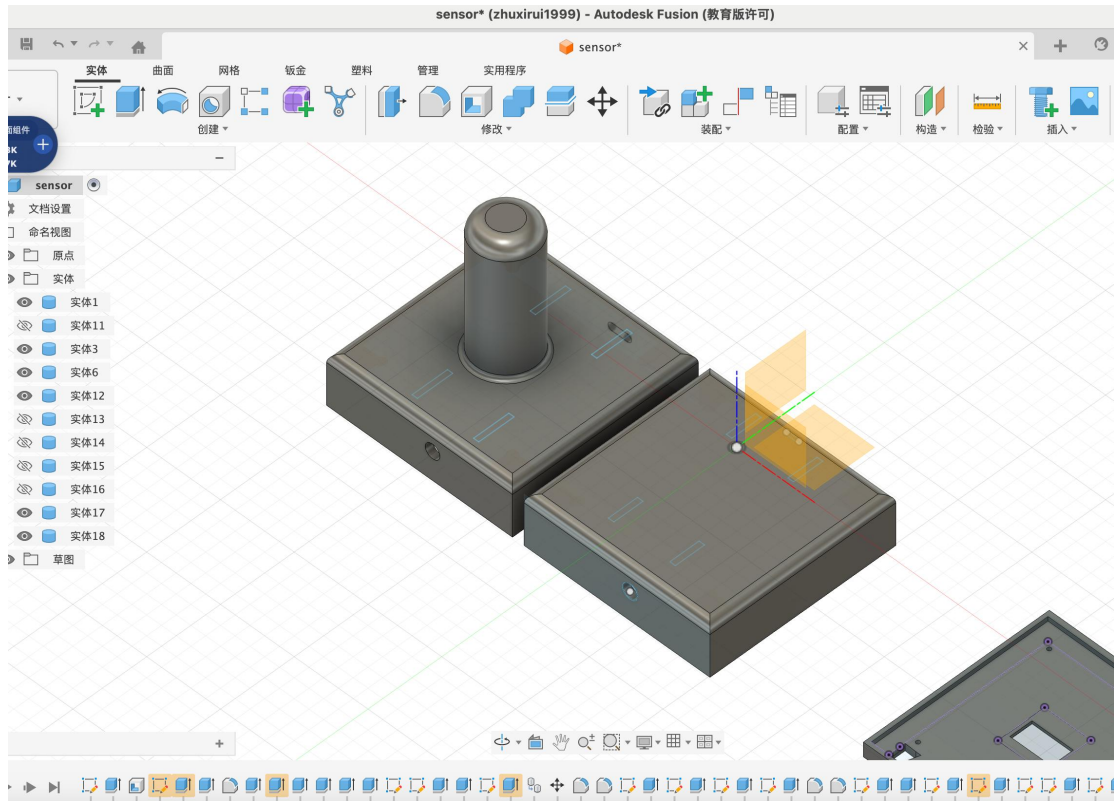 sensor* (zhuxirui1999) - Autodesk Fusion (教育版许可)
sensor*
实体 曲面 网格 钣金 塑料 管理 实用程序
创建 修改 装配 配置 构造 检验 插入
sensor
文档设置
命名视图
原点
实体
实体1
实体11
实体3
实体6
实体12
实体13
实体14
实体15
实体16
实体17
实体18
草图